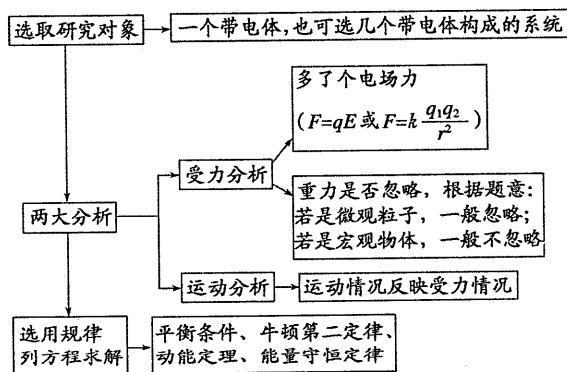 选取研究对象
一个带电体,也可选几个带电体构成的系统
多了个电场力
(F=qE或F=k q₁q₂/r²)
受力分析
重力是否忽略,根据题意:
若是微观粒子,一般忽略;
若是宏观物体,一般不忽略
两大分析
运动分析
运动情况反映受力情况
选用规律
列方程求解
平衡条件、牛顿第二定律、
动能定理、能量守恒定律